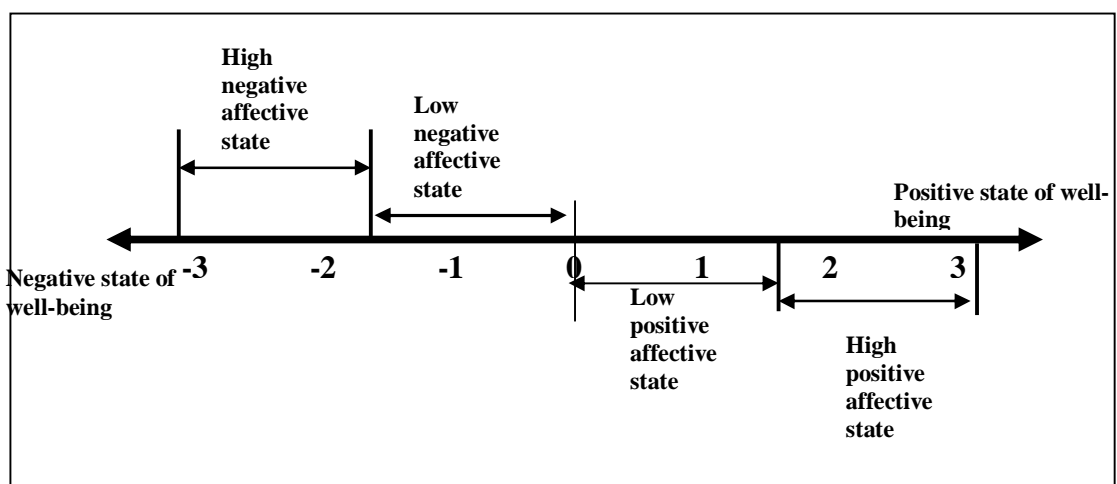 High
negative
affective
state
Low
negative
affective
state
Positive state of well-
being
-3 -2 -1 0 1 2 3
Negative state of
well-being
Low
positive
affective
state
High
positive
affective
state